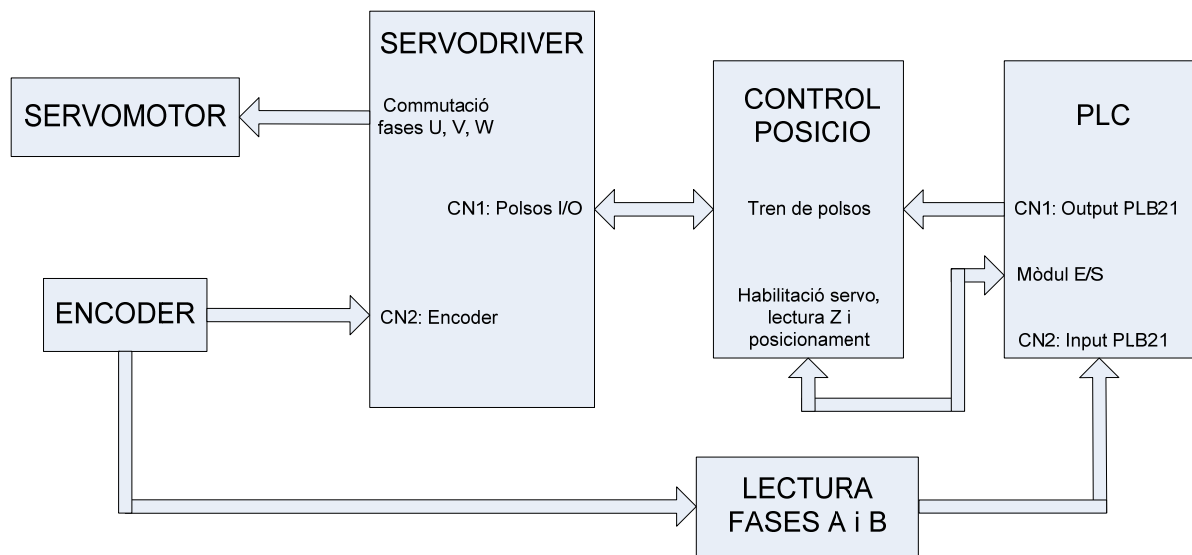 SERVODRIVER
SERVOMOTOR
Commutació
fases U, V, W
CONTROL
POSICIO
PLC
CN1: Polsos I/O
Tren de polsos
CN1: Output PLB21
Mòdul E/S
ENCODER
CN2: Encoder
Habilitació servo,
lectura Z i
posicionament
CN2: Input PLB21
LECTURA
FASES A i B